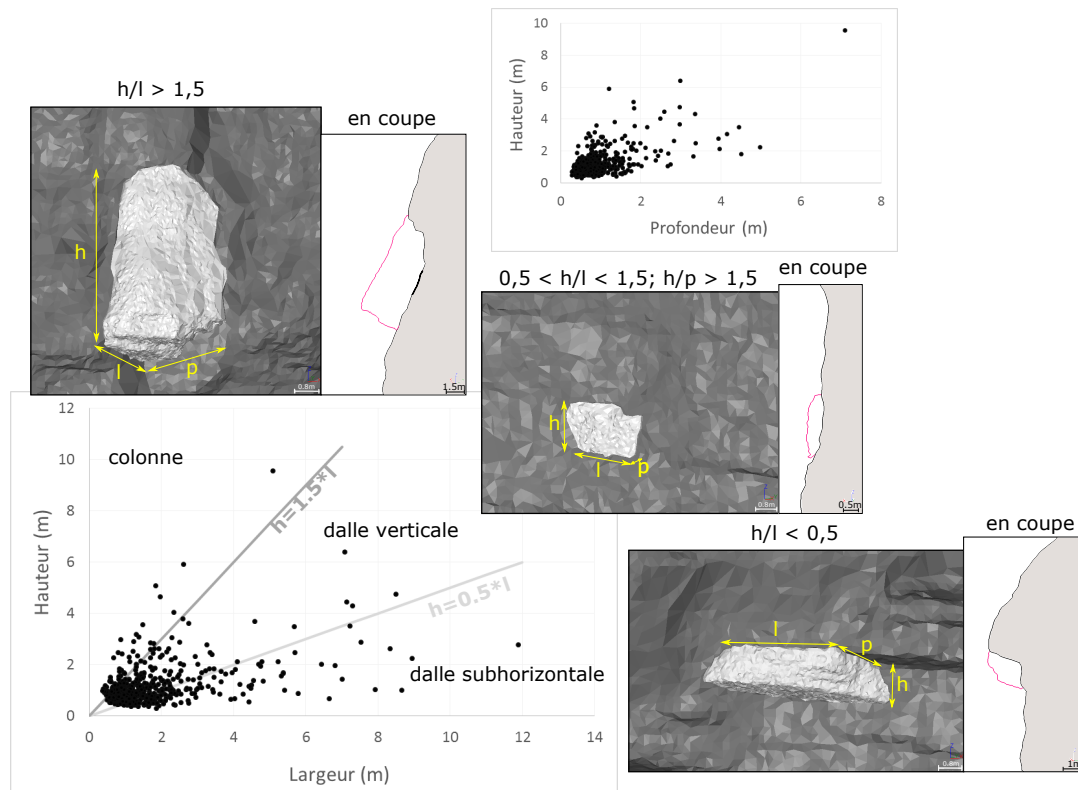 10
8
6
4
2
0
Hauteur (m)
0
2
4
6
8
Profondeur (m)
h/l > 1,5
en coupe
h
l
p
0.8m
1.5m
0,5 < h/l < 1,5; h/p > 1,5
en coupe
h
l
p
0.8m
0.5m
12
10
8
6
4
2
0
Hauteur (m)
colonne
h=1.5*l
dalle verticale
h=0.5*l
dalle subhorizontale
0
2
4
6
8
10
12
14
Largeur (m)
h/l < 0,5
en coupe
l
p
h
0.8m
1m